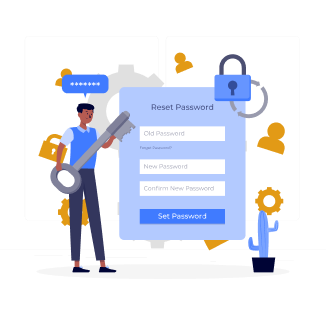 *******
Reset Password
Old Password
Forgot Password?
New Password
Confirm New Password
Set Password